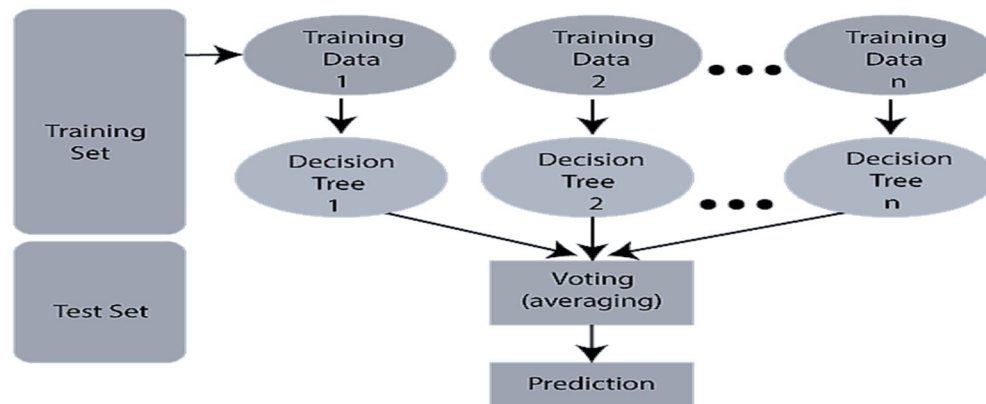 Training
Set
Test Set
Training
Data
1
Training
Data
2
Training
Data
n
Decision
Tree
1
Decision
Tree
2
Decision
Tree
n
Voting
(averaging)
Prediction